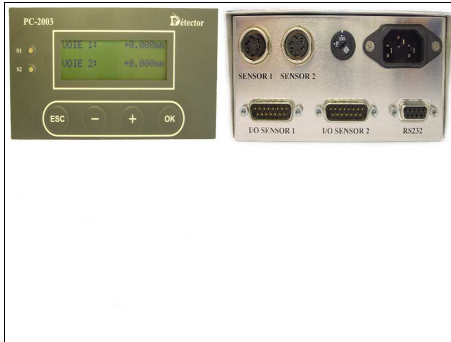 PC-2003
Détector
S1
VOIE 1: +0.000mm
S2
VOIE 2: +0.000mm
ESC - + OK
SENSOR 1 SENSOR 2
I/O SENSOR 1 I/O SENSOR 2 RS232